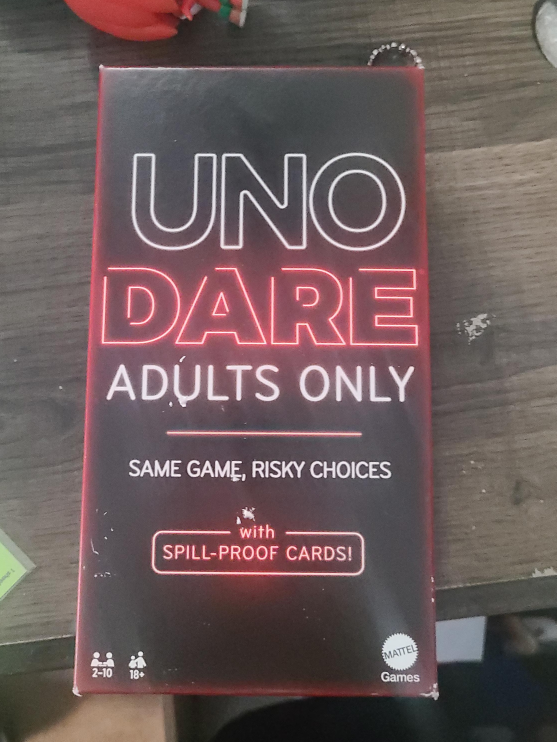 UNO
DARE
ADULTS ONLY
SAME GAME, RISKY CHOICES
with
SPILL-PROOF CARDS!
2-10 18+
MATTEL
Games